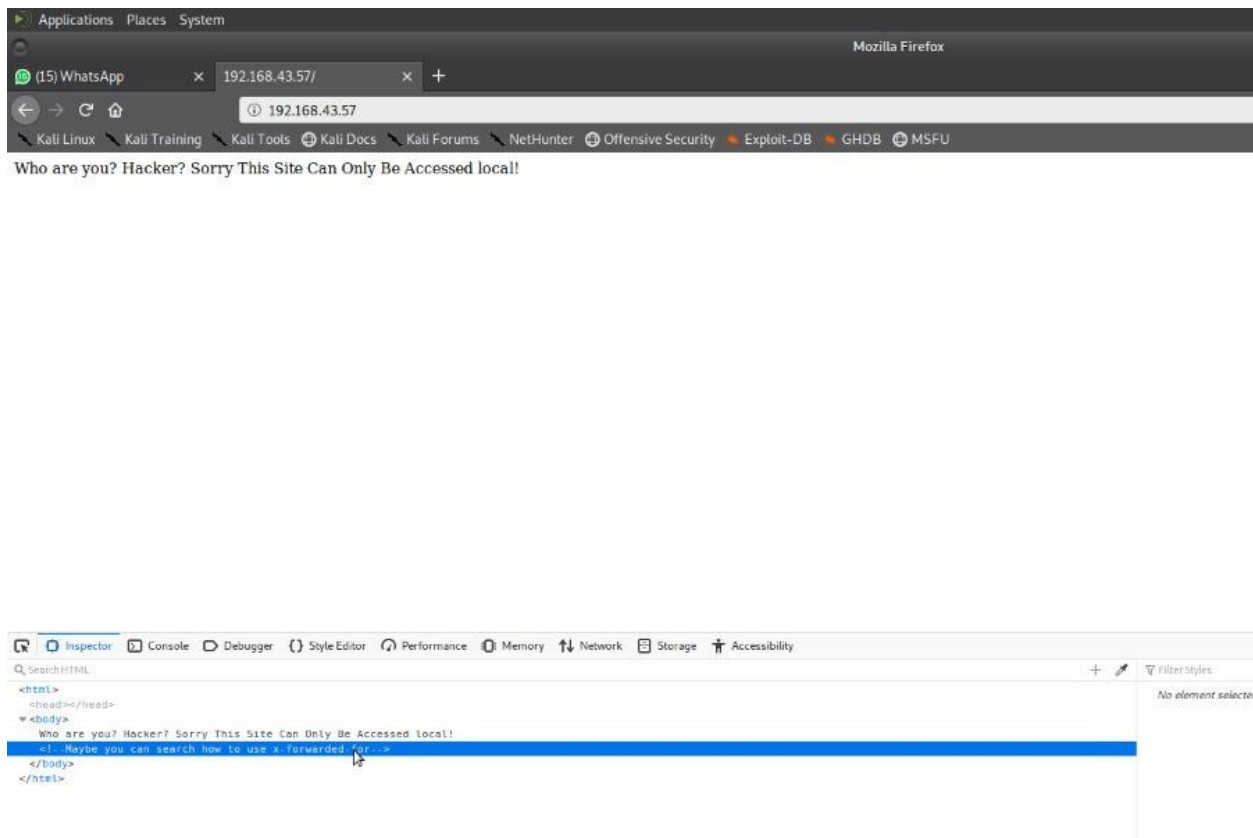 Applications Places System
Mozilla Firefox
(15) WhatsApp 192.168.43.57/
192.168.43.57
Kali Linux Kali Training Kali Tools Kali Docs Kali Forums NetHunter Offensive Security Exploit-DB GHDB MSFU
Who are you? Hacker? Sorry This Site Can Only Be Accessed local!
Inspector Console Debugger {} Style Editor Performance Memory Network Storage Accessibility
Search HTML Filter Styles
<html> No element selected
<head></head>
<body>
Who are you? Hacker? Sorry This Site Can Only Be Accessed local!
<!--Maybe you can search how to use x-forwarded-for-->
</body>
</html>